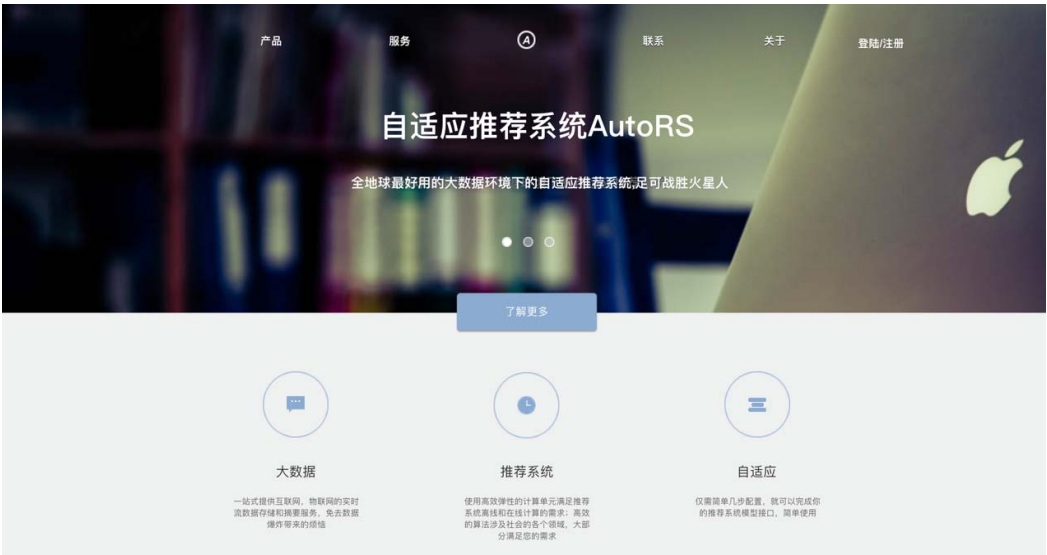 产品
服务
A
联系
关于
登陆/注册
自适应推荐系统AutoRS
全地球最好用的大数据环境下的自适应推荐系统,足可战胜火星人
了解更多
大数据
推荐系统
自适应
一站式提供互联网，物联网的实时
流数据存储和摘要服务，免去数据
爆炸带来的烦恼
使用高效弹性的计算单元满足推荐
系统离线和在线计算的需求；高效
的算法涉及社会的各个领域，大部
分满足您的需求
仅需简单几步配置，就可以完成你
的推荐系统模型接口，简单使用